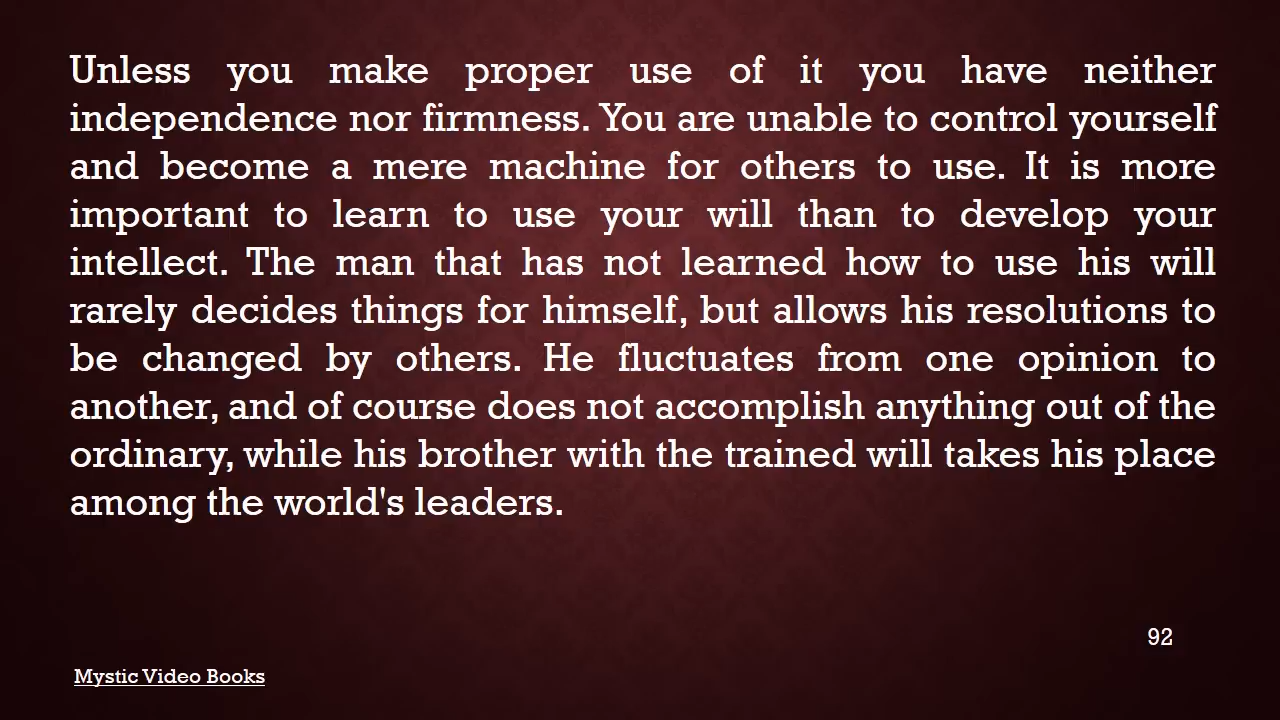 Unless you make proper use of it you have neither
independence nor firmness. You are unable to control yourself
and become a mere machine for others to use. It is more
important to learn to use your will than to develop your
intellect. The man that has not learned how to use his will
rarely decides things for himself, but allows his resolutions to
be changed by others. He fluctuates from one opinion to
another, and of course does not accomplish anything out of the
ordinary, while his brother with the trained will takes his place
among the world's leaders.
92
Mystic Video Books